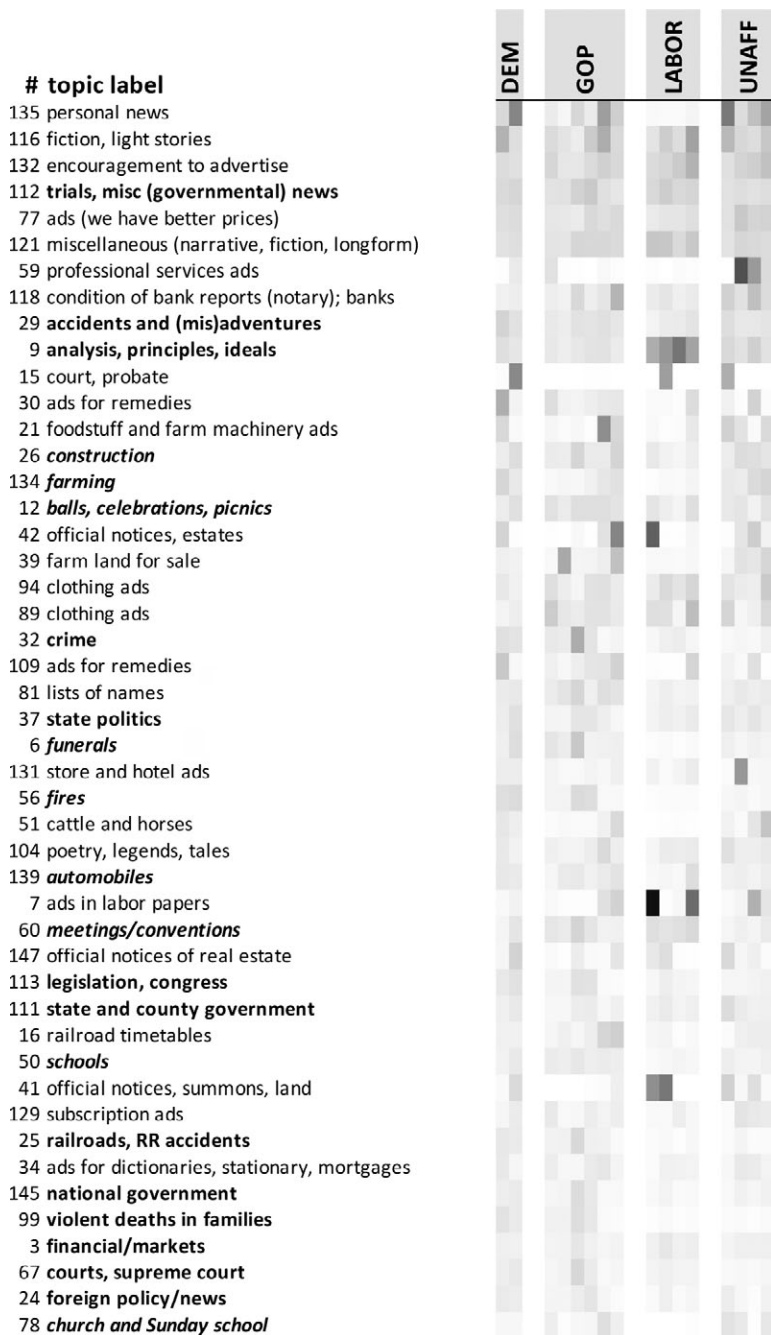 DEM GOP LABOR UNAFF
# topic label
135 personal news
116 fiction, light stories
132 encouragement to advertise
112 trials, misc (governmental) news
77 ads (we have better prices)
121 miscellaneous (narrative, fiction, longform)
59 professional services ads
118 condition of bank reports (notary); banks
29 accidents and (mis)adventures
9 analysis, principles, ideals
15 court, probate
30 ads for remedies
21 foodstuff and farm machinery ads
26 construction
134 farming
12 balls, celebrations, picnics
42 official notices, estates
39 farm land for sale
94 clothing ads
89 clothing ads
32 crime
109 ads for remedies
81 lists of names
37 state politics
6 funerals
131 store and hotel ads
56 fires
51 cattle and horses
104 poetry, legends, tales
139 automobiles
7 ads in labor papers
60 meetings/conventions
147 official notices of real estate
113 legislation, congress
111 state and county government
16 railroad timetables
50 schools
41 official notices, summons, land
129 subscription ads
25 railroads, RR accidents
34 ads for dictionaries, stationary, mortgages
145 national government
99 violent deaths in families
3 financial/markets
67 courts, supreme court
24 foreign policy/news
78 church and Sunday school